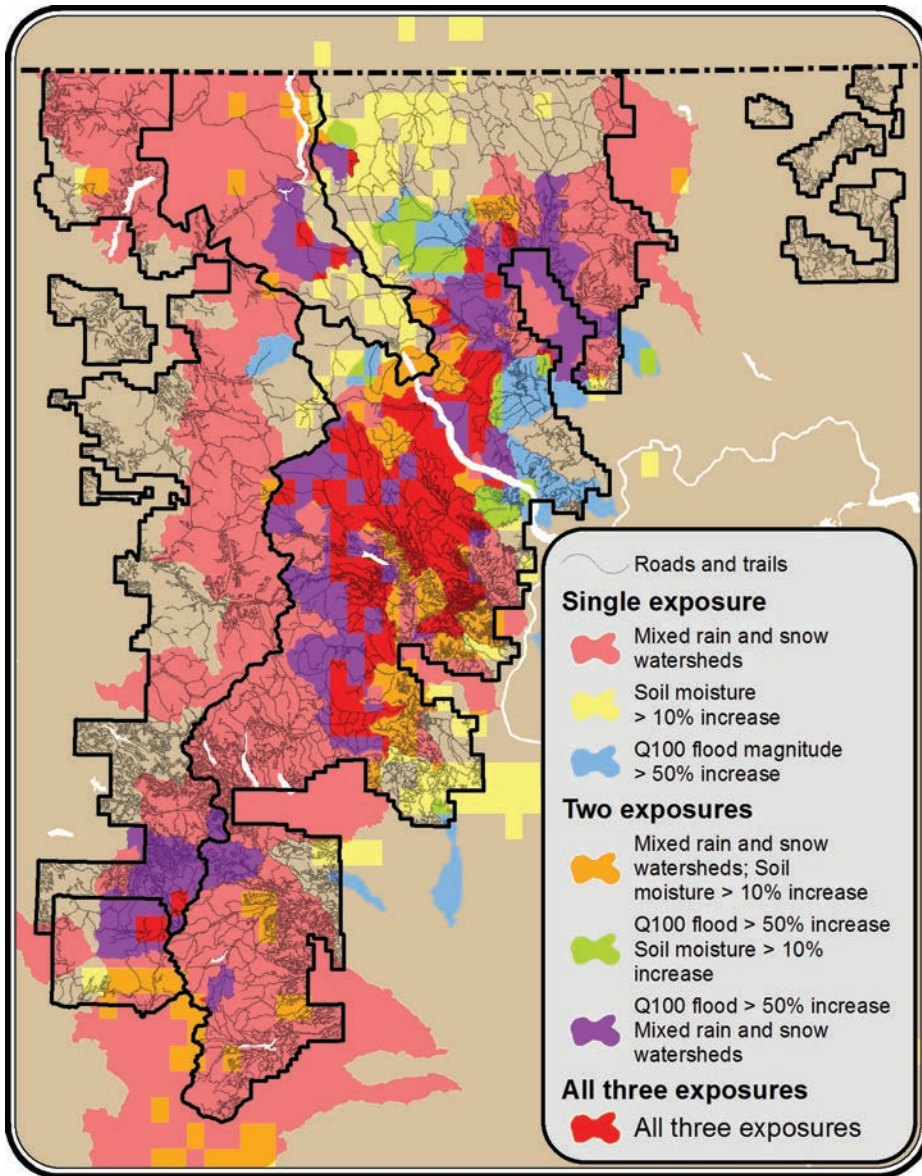 Roads and trails
Single exposure
Mixed rain and snow
watersheds
Soil moisture
> 10% increase
Q100 flood magnitude
> 50% increase
Two exposures
Mixed rain and snow
watersheds; Soil
moisture > 10% increase
Q100 flood > 50% increase
Soil moisture > 10%
increase
Q100 flood > 50% increase
Mixed rain and snow
watersheds
All three exposures
All three exposures